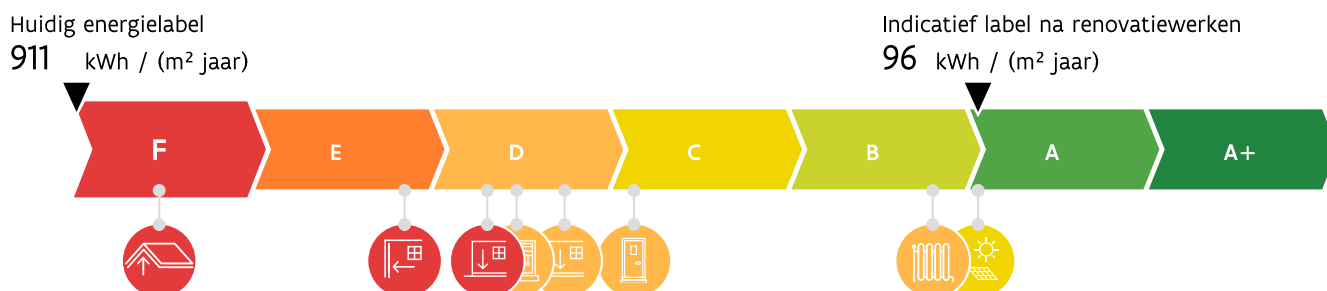 Huidig energielabel
911 kWh / (m² jaar)
Indicatief label na renovatiewerken
96 kWh / (m² jaar)
F E D C B A A+